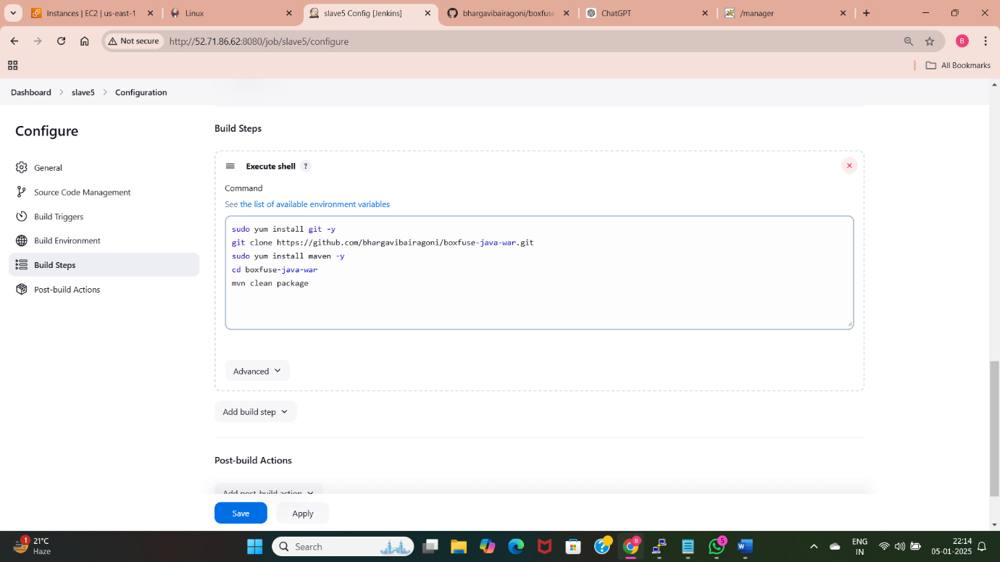 Instances | EC2 | us-east-1
Linux
slave5 Config [Jenkins]
bhargavibairagoni/boxfuse
ChatGPT
/manager
Not secure
http://52.71.86.62:8080/job/slave5/configure
B
All Bookmarks
Dashboard > slave5 > Configuration
Configure
General
Source Code Management
Build Triggers
Build Environment
Build Steps
Post-build Actions
Build Steps
Execute shell ?
Command
See the list of available environment variables
sudo yum install git -y
git clone https://github.com/bhargavibairagoni/boxfuse-java-war.git
sudo yum install maven -y
cd boxfuse-java-war
mvn clean package
Advanced
Add build step
Post-build Actions
Add post-build action
Save
Apply
1
21°C
Haze
Search
B
5
ENG
IN
22:14
05-01-2025